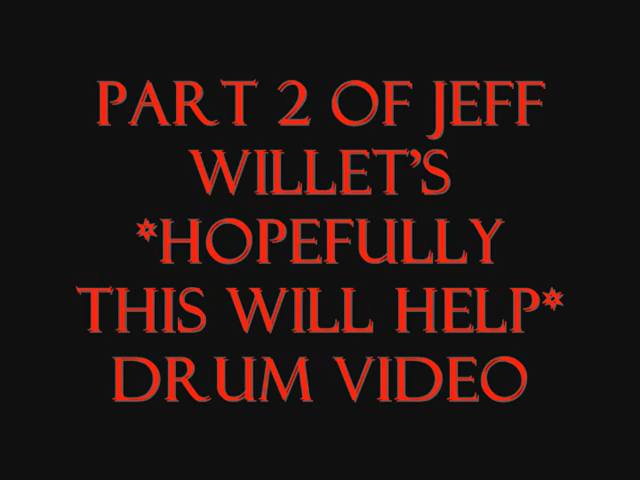 PART 2 OF JEFF
WILLET'S
*HOPEFULLY
THIS WILL HELP*
DRUM VIDEO